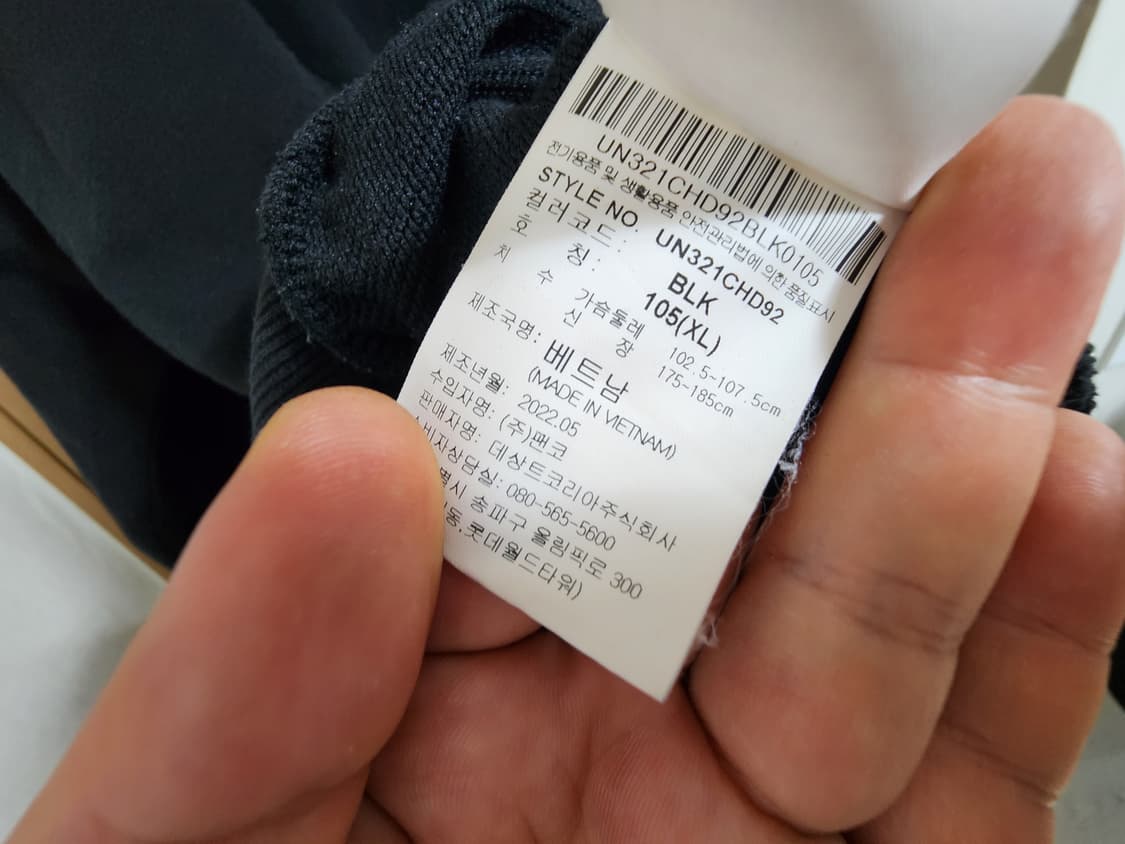 UN321CHD92BLK0105
전기용품 및 생활용품 안전관리법에 의한 품질표시
STYLE NO. UN321CHD92
컬러코드: BLK
호 칭: 105(XL)
치 수 가슴둘레 102.5-107.5cm
신 장 175-185cm
제조국명: 베트남
(MADE IN VIETNAM)
제조년월: 2022.05
수입자명: (주)팬코
판매자명: 데상트코리아주식회사
비자상담실: 080-565-5600
별시 송파구 올림픽로 300
동,롯데월드타워)